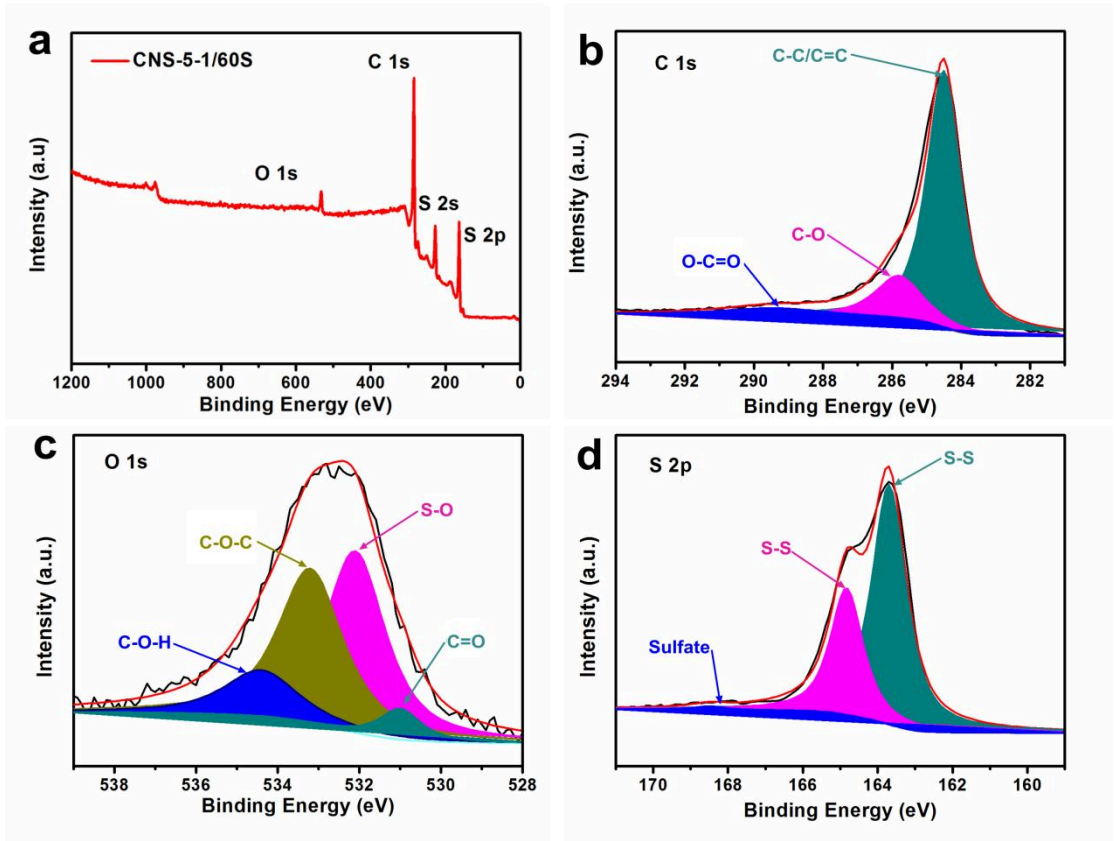 a
CNS-5-1/60S
C 1s
O 1s
S 2s
S 2p
Intensity (a.u)
1200 1000 800 600 400 200 0
Binding Energy (eV)
b
C 1s
C-C/C=C
C-O
O-C=O
Intensity (a.u.)
294 292 290 288 286 284 282
Binding Energy (eV)
c
O 1s
S-O
C-O-C
C-O-H
C=O
Intensity (a.u.)
538 536 534 532 530 528
Binding Energy (eV)
d
S 2p
S-S
S-S
Sulfate
Intensity (a.u.)
170 168 166 164 162 160
Binding Energy (eV)